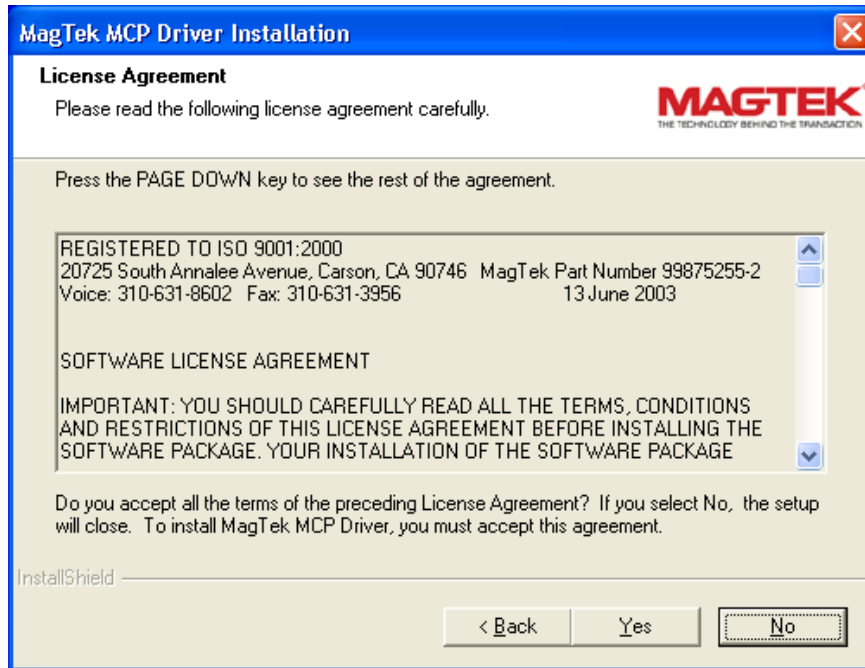 MagTek MCP Driver Installation
License Agreement
Please read the following license agreement carefully.
MAGTEK
THE TECHNOLOGY BEHIND THE TRANSACTION
Press the PAGE DOWN key to see the rest of the agreement.
REGISTERED TO ISO 9001:2000
20725 South Annalee Avenue, Carson, CA 90746 MagTek Part Number 99875255-2
Voice: 310-631-8602 Fax: 310-631-3956 13 June 2003
SOFTWARE LICENSE AGREEMENT
IMPORTANT: YOU SHOULD CAREFULLY READ ALL THE TERMS, CONDITIONS
AND RESTRICTIONS OF THIS LICENSE AGREEMENT BEFORE INSTALLING THE
SOFTWARE PACKAGE. YOUR INSTALLATION OF THE SOFTWARE PACKAGE
Do you accept all the terms of the preceding License Agreement? If you select No, the setup
will close. To install MagTek MCP Driver, you must accept this agreement.
InstallShield
< Back Yes No